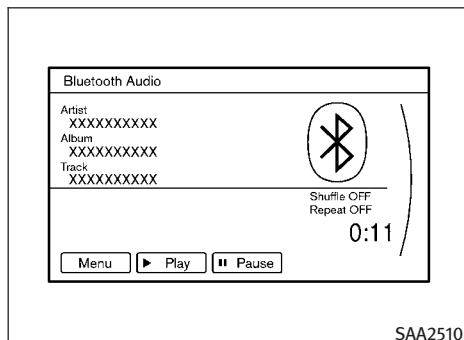 Bluetooth Audio
Artist
XXXXXXXXXX
Album
XXXXXXXXXX
Track
XXXXXXXXXX
Shuffle OFF
Repeat OFF
0:11
Menu
Play
Pause
SAA2510